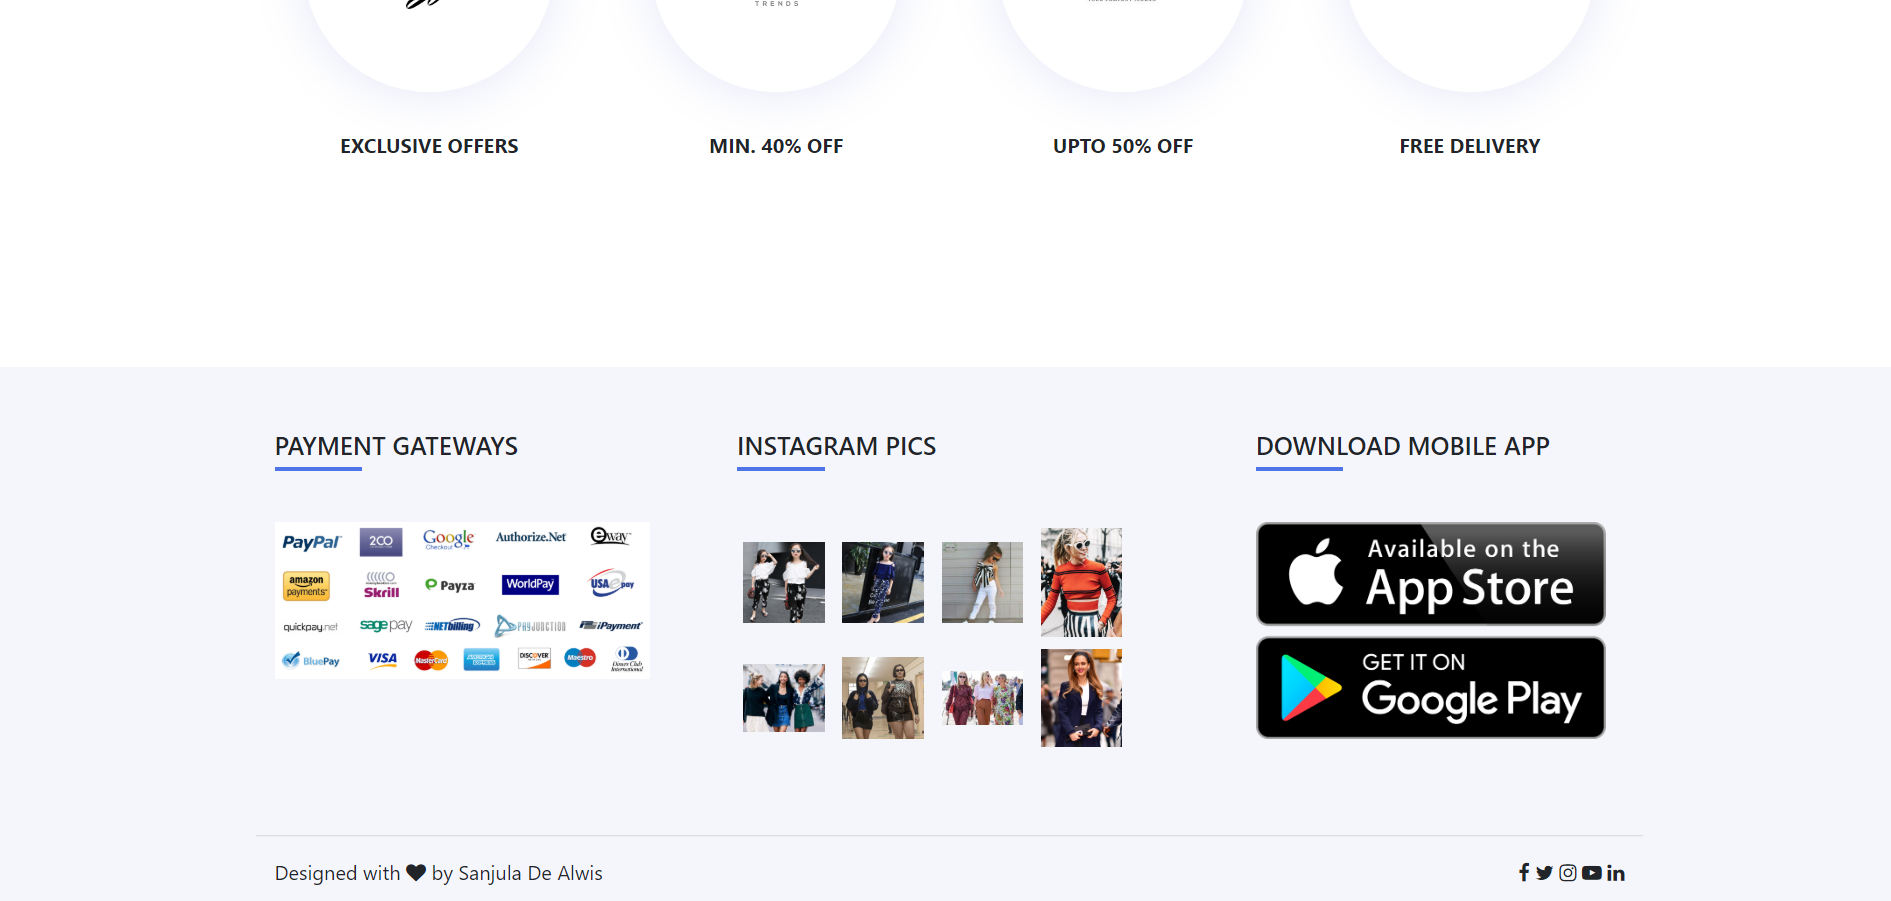 TRENDS
EXCLUSIVE OFFERS
MIN. 40% OFF
UPTO 50% OFF
FREE DELIVERY
PAYMENT GATEWAYS
INSTAGRAM PICS
DOWNLOAD MOBILE APP
PayPal
2CO
Google
Checkout
Authorize.Net
eway
amazon
payments
Skrill
Payza
WorldPay
USA epay
quickpay.net
sagepay
NETbilling
PAYJUNCTION
iPayment
BluePay
VISA
MasterCard
AMERICAN EXPRESS
DISCOVER
Maestro
Diners Club
International
Available on the
App Store
GET IT ON
Google Play
Designed with by Sanjula De Alwis